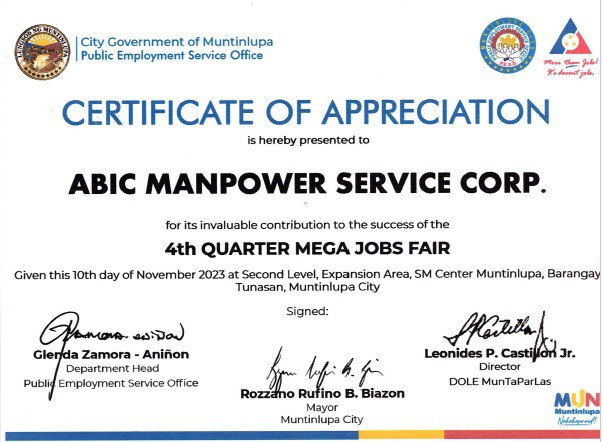 City Government of Muntinlupa
Public Employment Service Office
More than Jobs!
It's decent jobs.
CERTIFICATE OF APPRECIATION
is hereby presented to
ABIC MANPOWER SERVICE CORP.
for its invaluable contribution to the success of the
4th QUARTER MEGA JOBS FAIR
Given this 10th day of November 2023 at Second Level, Expansion Area, SM Center Muntinlupa, Barangay
Tunasan, Muntinlupa City
Signed:
Glenda Zamora - Aniñon
Department Head
Public Employment Service Office
Rozzano Rufino B. Biazon
Mayor
Muntinlupa City
Leonides P. Castillon Jr.
Director
DOLE MunTaParLas
MUN
Muntinlupa
Nakakaproud!